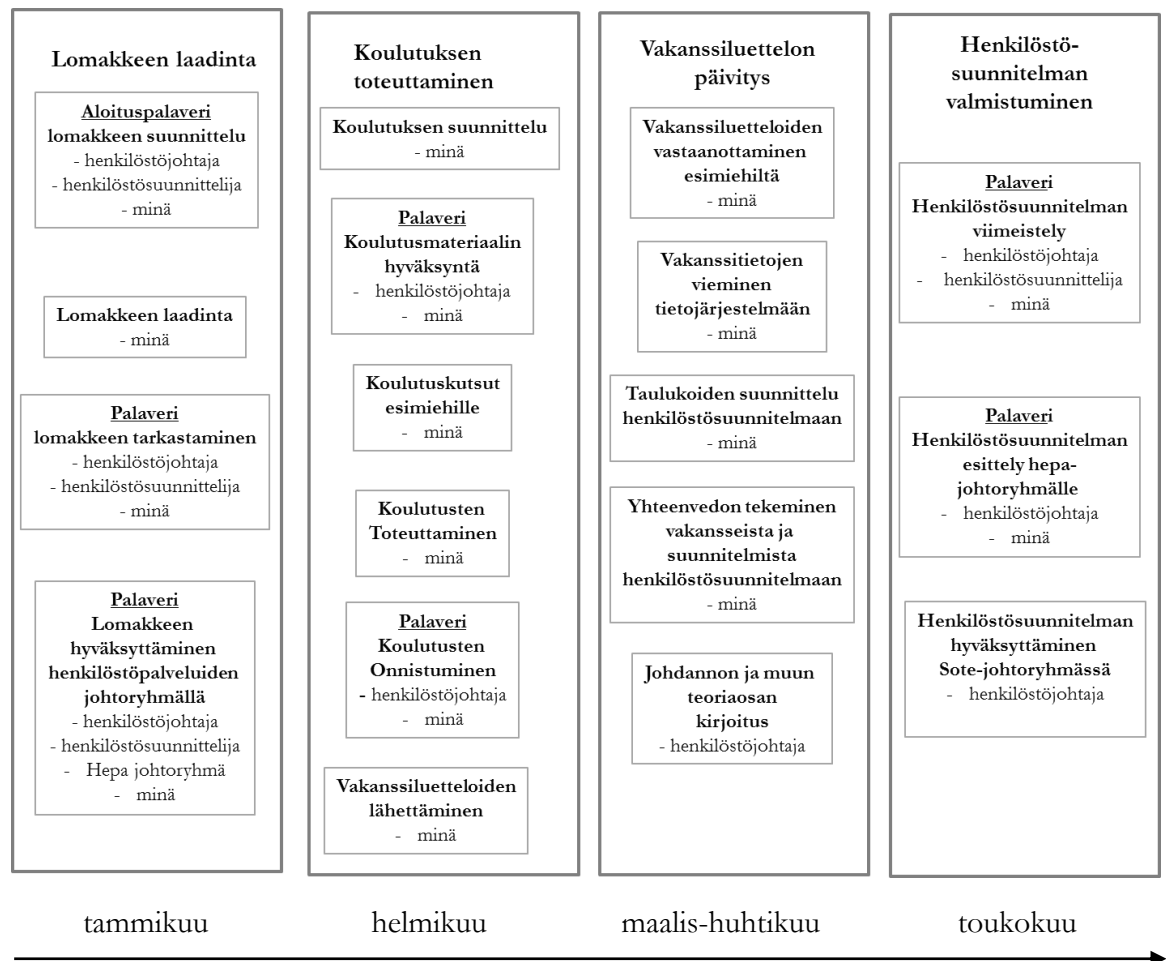 Lomakkeen laadinta
Aloituspalaveri
lomakkeen suunnittelu
- henkilöstöjohtaja
- henkilöstösuunnittelija
- minä
Lomakkeen laadinta
- minä
Palaveri
lomakkeen tarkastaminen
- henkilöstöjohtaja
- henkilöstösuunnittelija
- minä
Palaveri
Lomakkeen
hyväksyttäminen
henkilöstöpalveluiden
johtoryhmällä
- henkilöstöjohtaja
- henkilöstösuunnittelija
- Hepa johtoryhmä
- minä
tammikuu
Koulutuksen
toteuttaminen
Koulutuksen suunnittelu
- minä
Palaveri
Koulutusmateriaalin
hyväksyntä
- henkilöstöjohtaja
- minä
Koulutuskutsut
esimiehille
- minä
Koulutusten
Toteuttaminen
- minä
Palaveri
Koulutusten
Onnistuminen
- henkilöstöjohtaja
- minä
Vakanssiluetteloiden
lähettäminen
- minä
helmikuu
Vakanssiluettelon
päivitys
Vakanssiluetteloiden
vastaanottaminen
esimiehiltä
- minä
Vakanssitietojen
vieminen
tietojärjestelmään
- minä
Taulukoiden suunnittelu
henkilöstösuunnitelmaan
- minä
Yhteenvedon tekeminen
vakansseista ja
suunnitelmista
henkilöstösuunnitelmaan
- minä
Johdannon ja muun
teoriaosan
kirjoitus
- henkilöstöjohtaja
maalis-huhtikuu
Henkilöstö-
suunnitelman
valmistuminen
Palaveri
Henkilöstösuunnitelman
viimeistely
- henkilöstöjohtaja
- henkilöstösuunnittelija
- minä
Palaveri
Henkilöstösuunnitelman
esittely hepa-
johtoryhmälle
- henkilöstöjohtaja
- minä
Henkilöstösuunnitelman
hyväksyttäminen
Sote-johtoryhmässä
- henkilöstöjohtaja
toukokuu